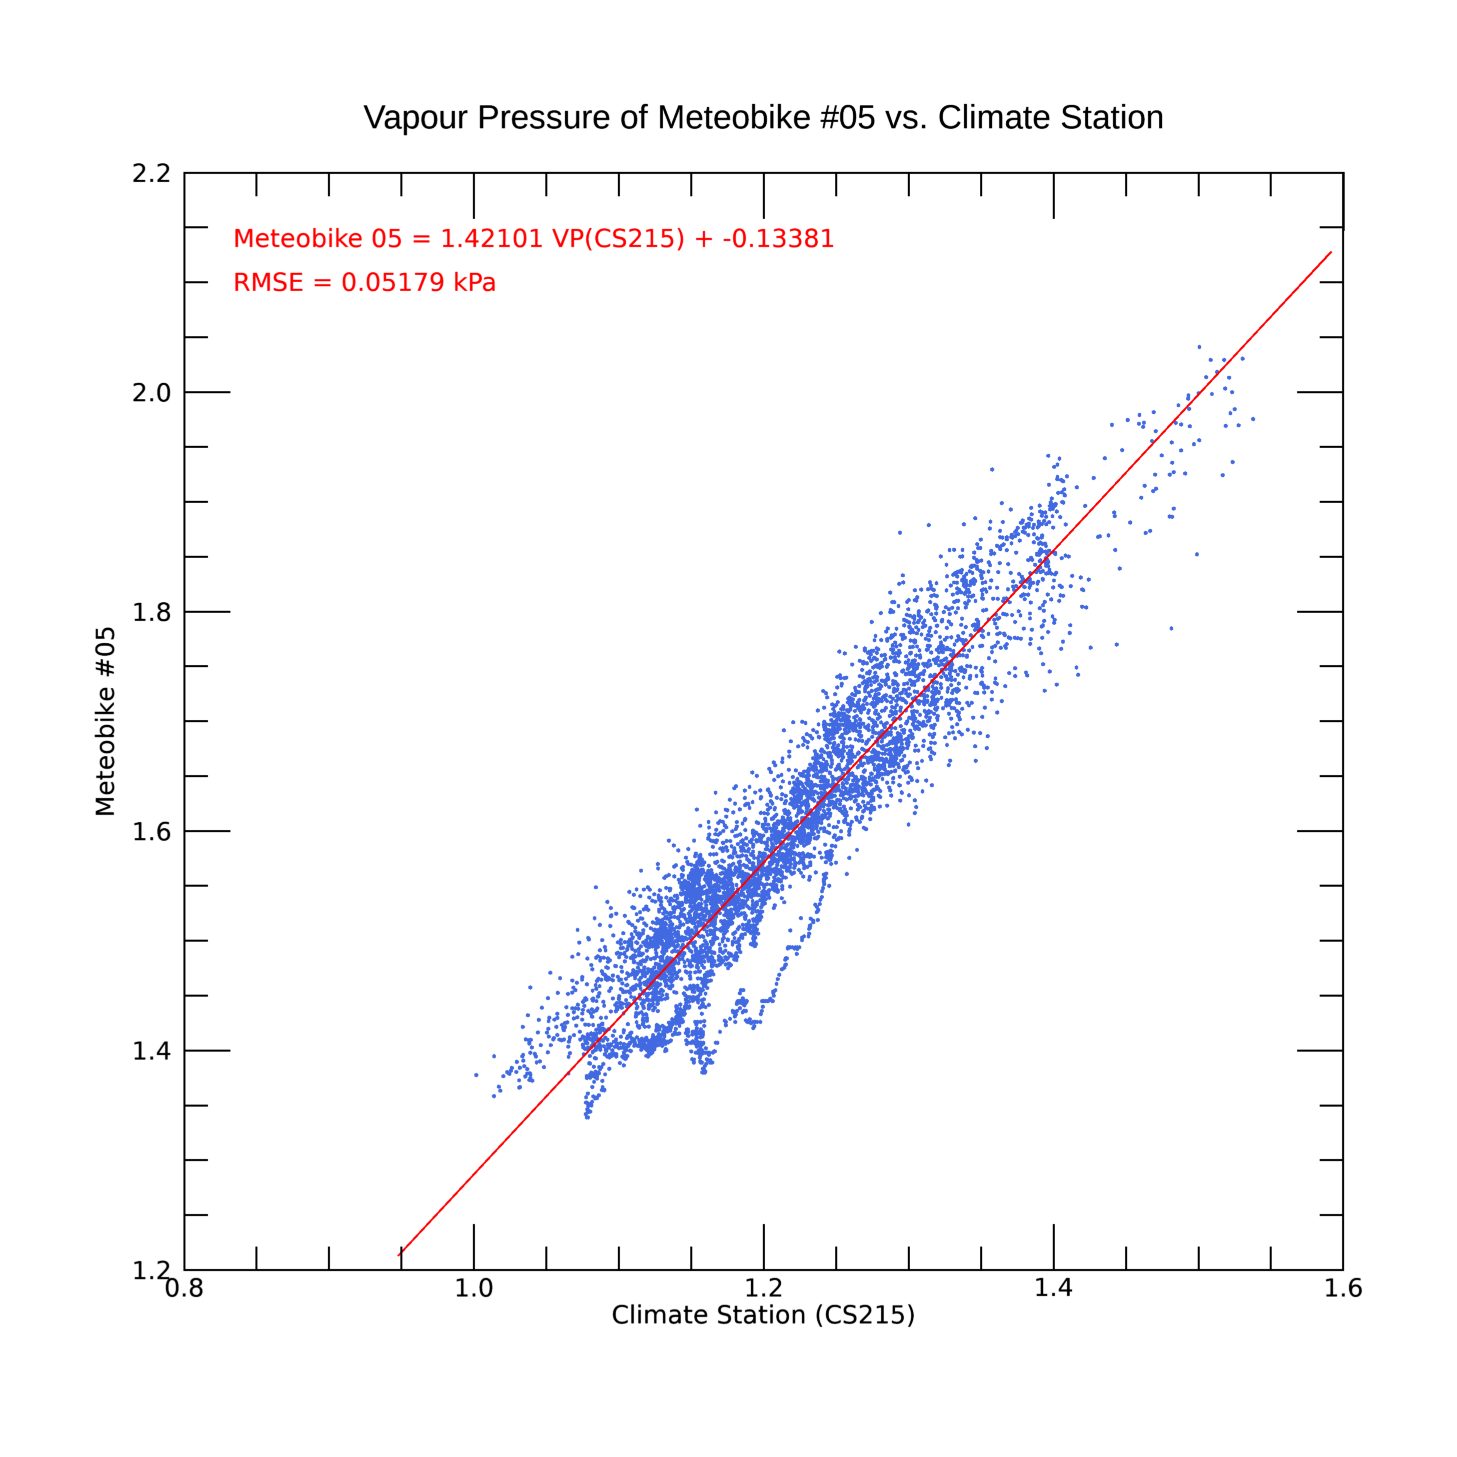 Vapour Pressure of Meteobike #05 vs. Climate Station
2.2
Meteobike 05 = 1.42101 VP(CS215) + -0.13381
RMSE = 0.05179 kPa
2.0
1.8
Meteobike #05
1.6
1.4
1.2
0.8 1.0 1.2 1.4 1.6
Climate Station (CS215)